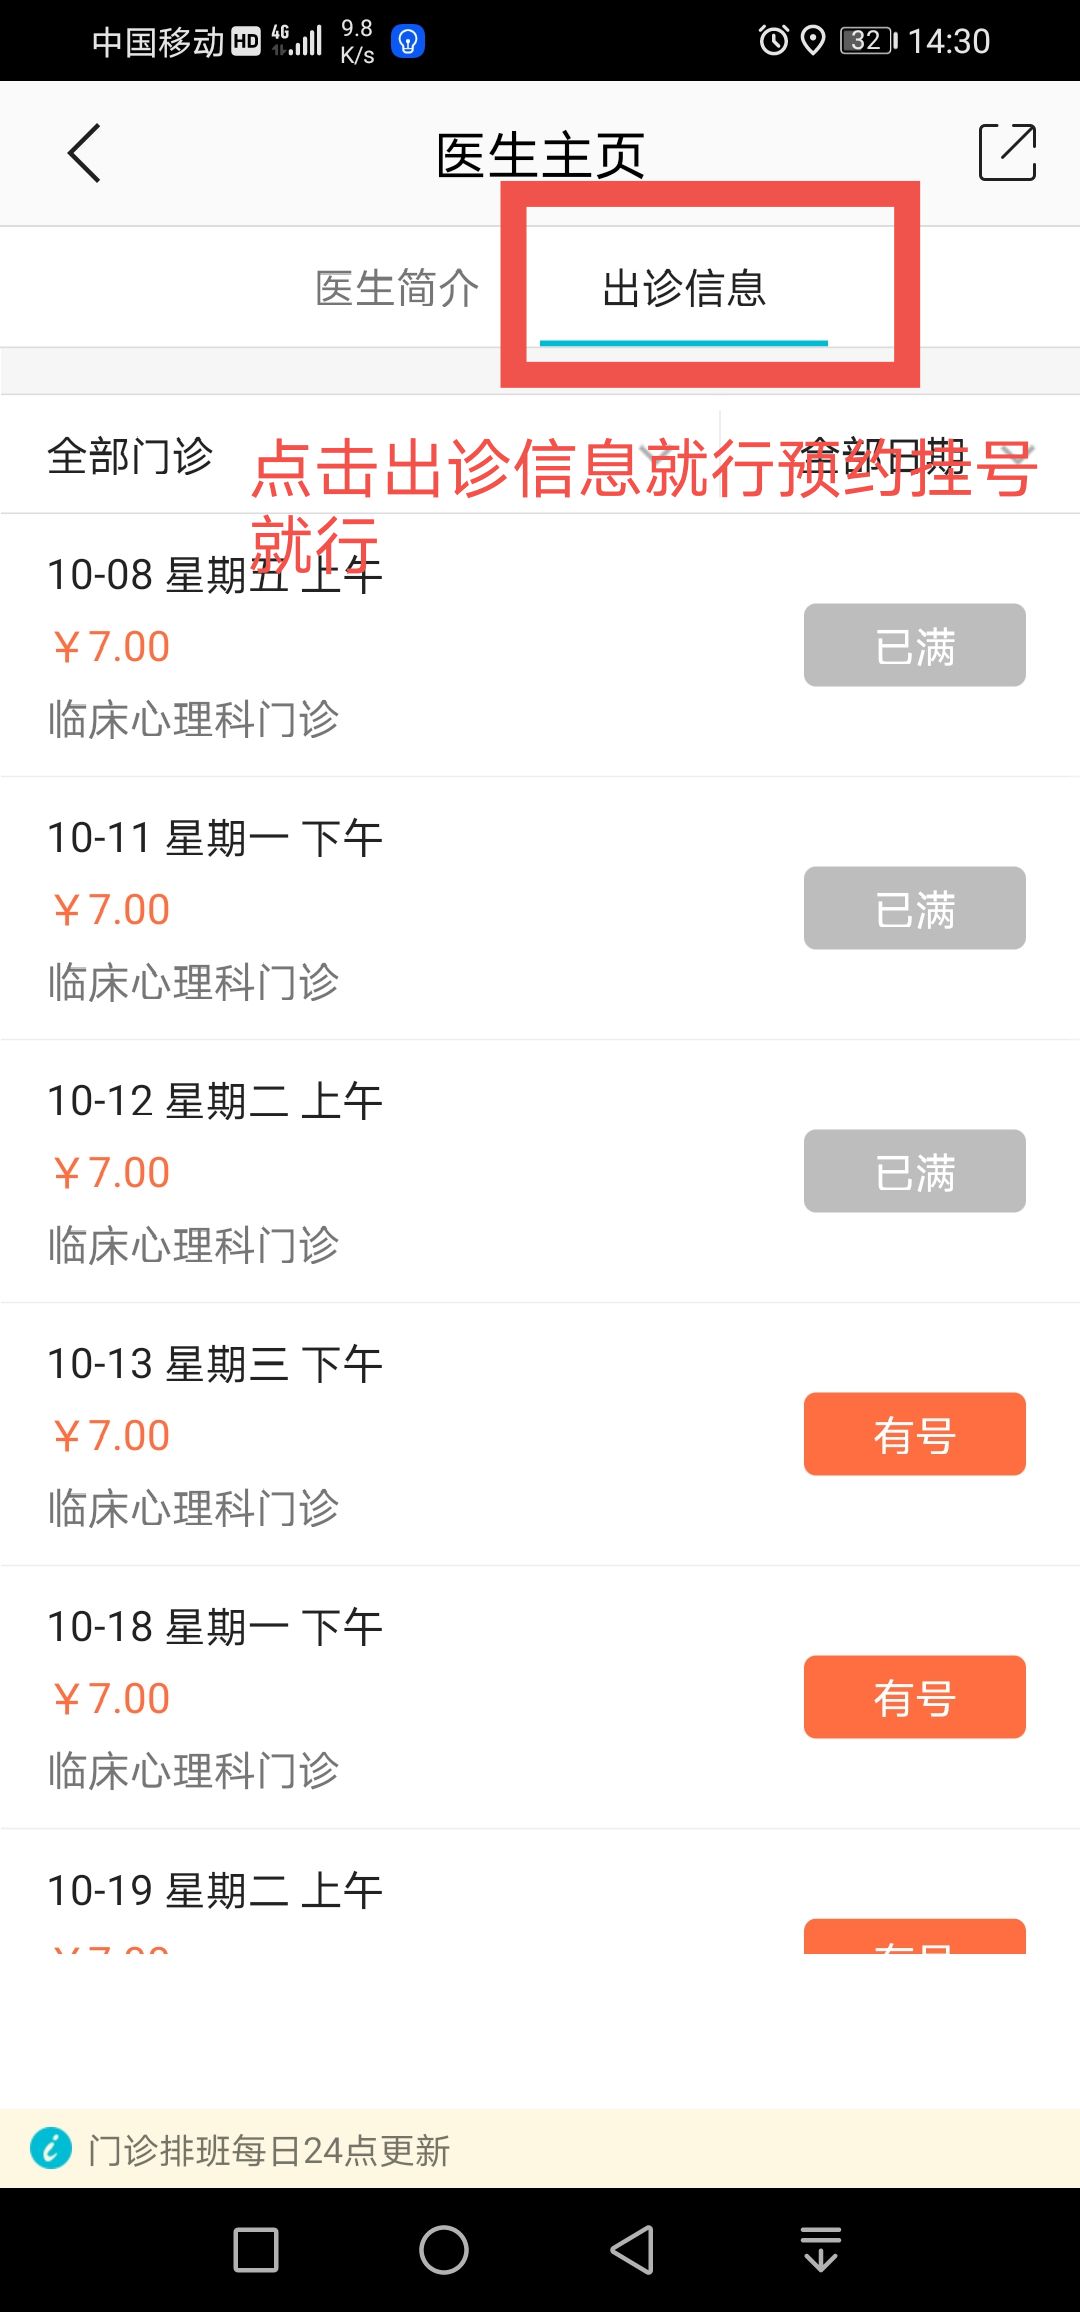 中国移动 HD 4G 9.8 K/s 32 14:30
医生主页
医生简介 出诊信息
全部门诊 全部日期
点击出诊信息就行预约挂号
就行
10-08 星期五 上午
￥7.00
已满
临床心理科门诊
10-11 星期一 下午
￥7.00
已满
临床心理科门诊
10-12 星期二 上午
￥7.00
已满
临床心理科门诊
10-13 星期三 下午
￥7.00
有号
临床心理科门诊
10-18 星期一 下午
￥7.00
有号
临床心理科门诊
10-19 星期二 上午
￥7.00
有号
门诊排班每日24点更新